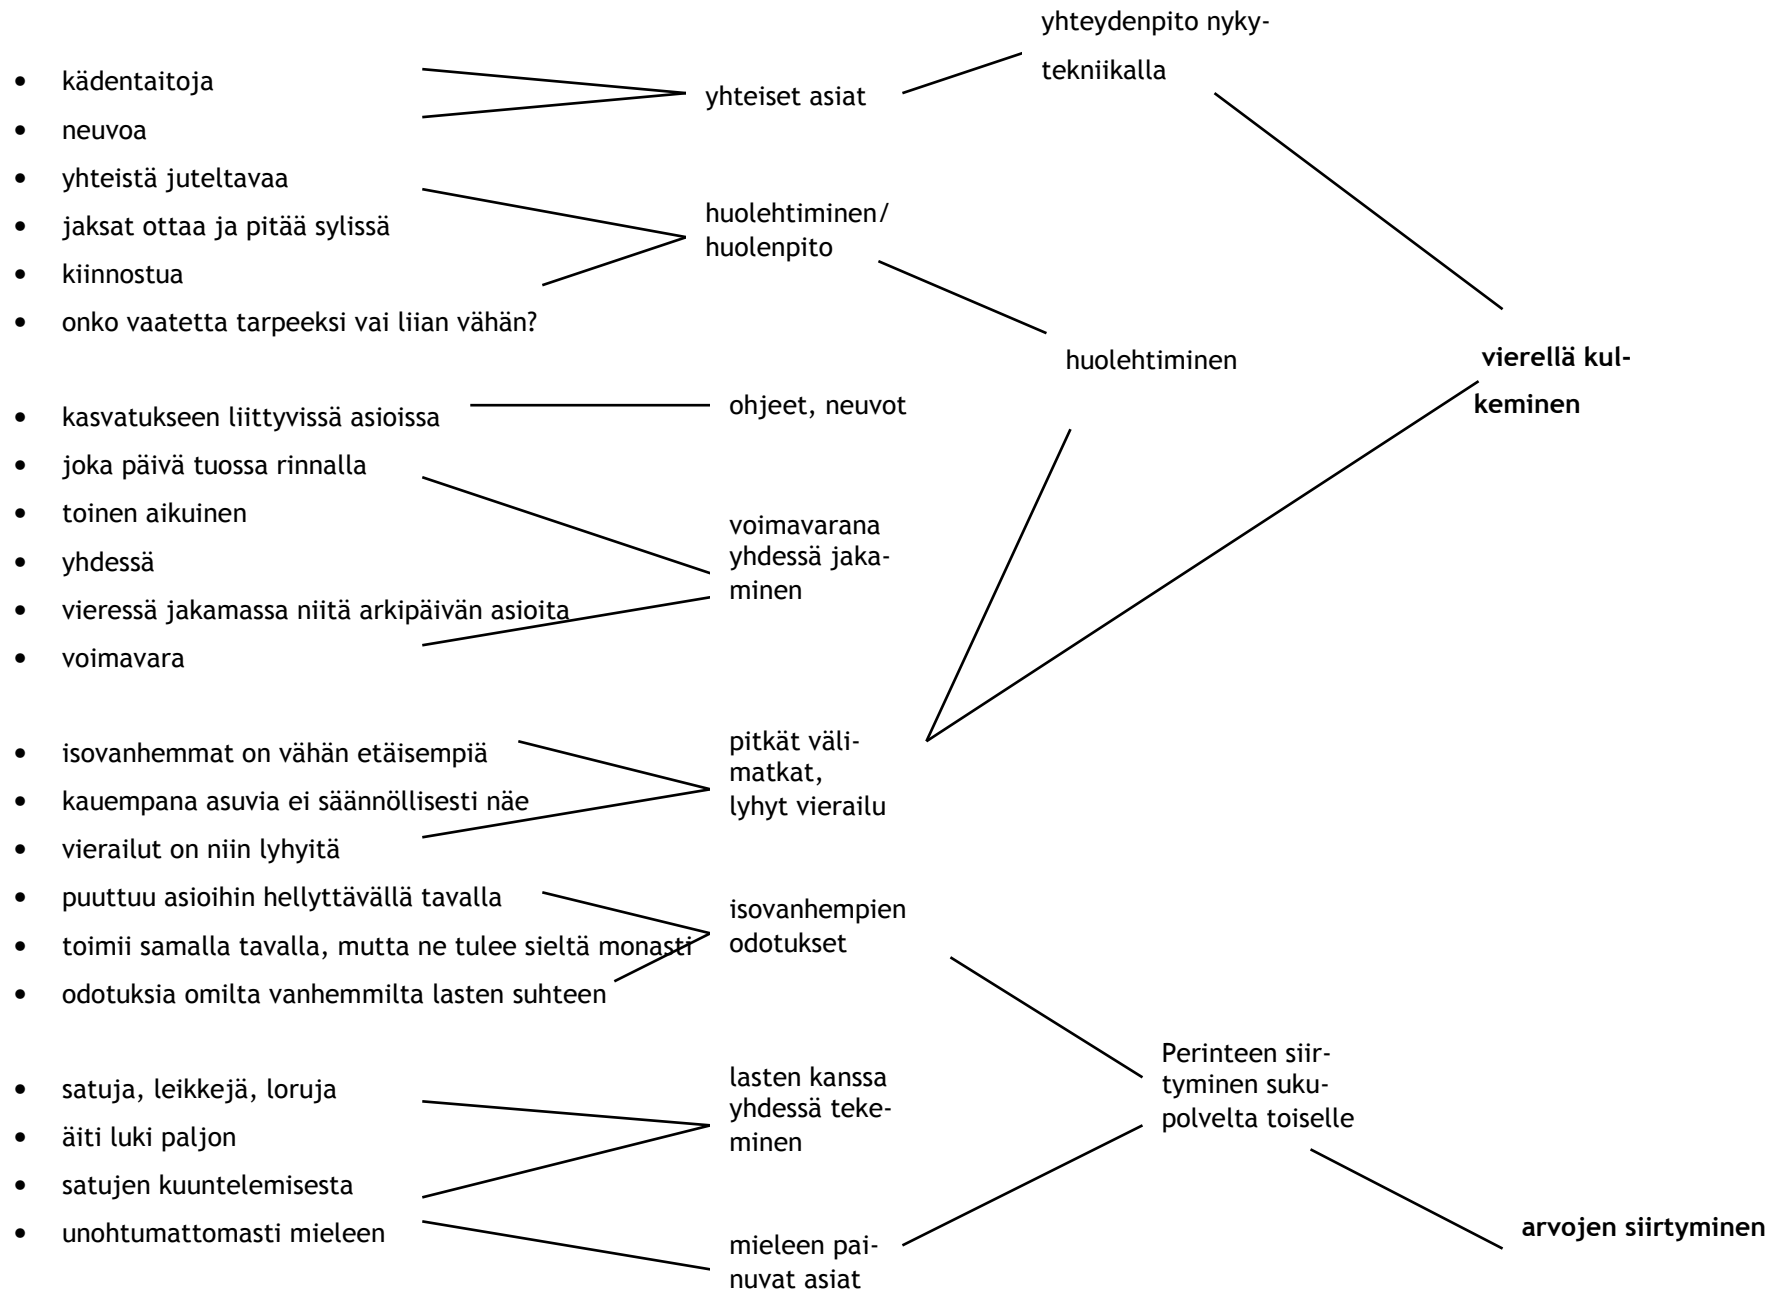 yhteydenpito nyky-
tekniikalla
• kädentaitoja
yhteiset asiat
• neuvoa
• yhteistä juteltavaa
• jaksat ottaa ja pitää sylissä
huolehtiminen/
huolenpito
• kiinnostua
• onko vaatetta tarpeeksi vai liian vähän?
huolehtiminen
vierellä kul-
keminen
• kasvatukseen liittyvissä asioissa
ohjeet, neuvot
• joka päivä tuossa rinnalla
• toinen aikuinen
• yhdessä
• vieressä jakamassa niitä arkipäivän asioita
• voimavara
voimavarana
yhdessä jaka-
minen
• isovanhemmat on vähän etäisempiä
• kauempana asuvia ei säännöllisesti näe
• vierailut on niin lyhyitä
pitkät väli-
matkat,
lyhyt vierailu
• puuttuu asioihin hellyttävällä tavalla
• toimii samalla tavalla, mutta ne tulee sieltä monasti
• odotuksia omilta vanhemmilta lasten suhteen
isovanhempien
odotukset
• satuja, leikkejä, loruja
• äiti luki paljon
• satujen kuuntelemisesta
• unohtumattomasti mieleen
lasten kanssa
yhdessä teke-
minen
Perinteen siir-
tyminen suku-
polvelta toiselle
mieleen pai-
nuvat asiat
arvojen siirtyminen